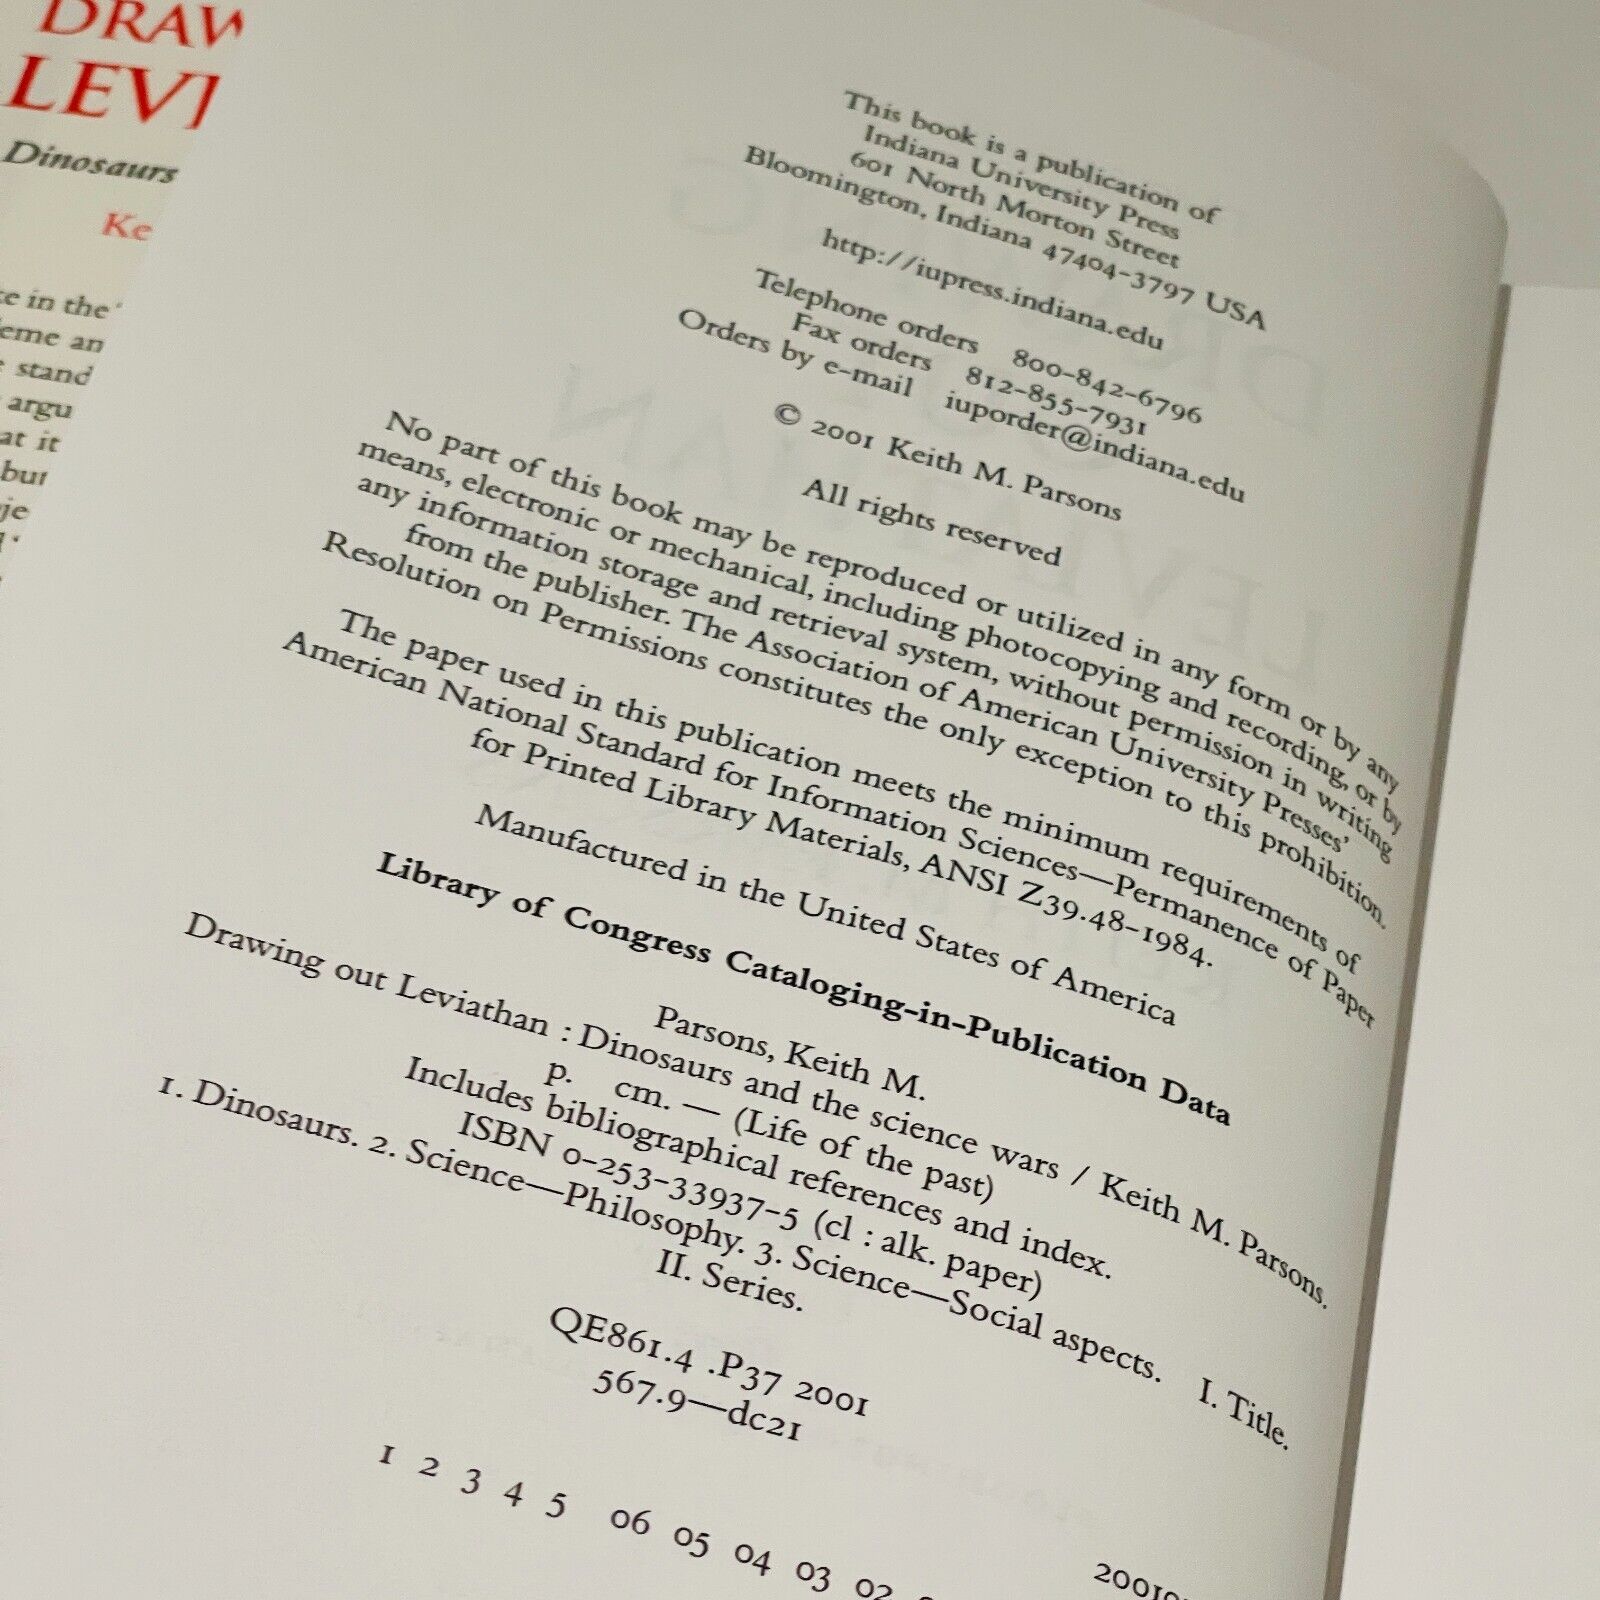 DRAW
LEVI
Dinosaurs
Ke
in the
eme an
stand
argu
at it
but
This book is a publication of
Indiana University Press
601 North Morton Street
Bloomington, Indiana 47404-3797 USA
http://iupress.indiana.edu
Telephone orders 800-842-6796
Fax orders 812-855-7931
Orders by e-mail iuporder@indiana.edu
© 2001 Keith M. Parsons
All rights reserved
No part of this book may be reproduced or utilized in any form or by any
means, electronic or mechanical, including photocopying and recording, or by
any information storage and retrieval system, without permission in writing
from the publisher. The Association of American University Presses'
Resolution on Permissions constitutes the only exception to this prohibition.
The paper used in this publication meets the minimum requirements of
American National Standard for Information Sciences—Permanence of Paper
for Printed Library Materials, ANSI Z39.48-1984.
Manufactured in the United States of America
Library of Congress Cataloging-in-Publication Data
Parsons, Keith M.
Drawing out Leviathan : Dinosaurs and the science wars / Keith M. Parsons.
p. cm. — (Life of the past)
Includes bibliographical references and index.
ISBN 0-253-33937-5 (cl : alk. paper)
1. Dinosaurs. 2. Science—Philosophy. 3. Science—Social aspects. I. Title.
II. Series.
QE861.4 .P37 2001
567.9—dc21
1 2 3 4 5 06 05 04 03 02